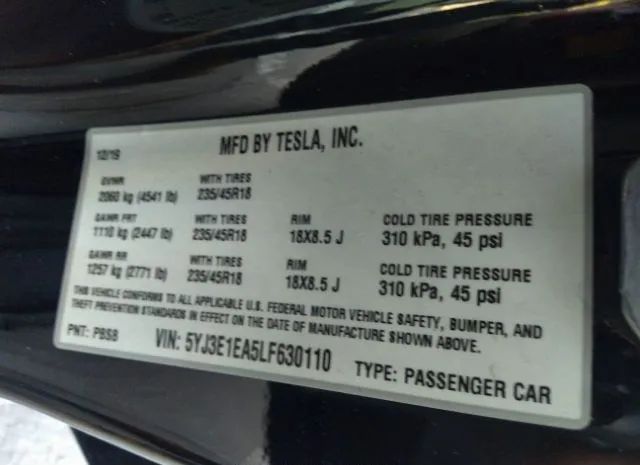 12/19 MFD BY TESLA, INC.
GVWR WITH TIRES
2060 kg (4541 lb) 235/45R18
GAWR FRT WITH TIRES RIM COLD TIRE PRESSURE
1110 kg (2447 lb) 235/45R18 18X8.5 J 310 kPa, 45 psi
GAWR RR WITH TIRES RIM COLD TIRE PRESSURE
1257 kg (2771 lb) 235/45R18 18X8.5 J 310 kPa, 45 psi
THIS VEHICLE CONFORMS TO ALL APPLICABLE U.S. FEDERAL MOTOR VEHICLE SAFETY, BUMPER, AND
THEFT PREVENTION STANDARDS IN EFFECT ON THE DATE OF MANUFACTURE SHOWN ABOVE.
PNT: PBSB VIN: 5YJ3E1EA5LF630110 TYPE: PASSENGER CAR